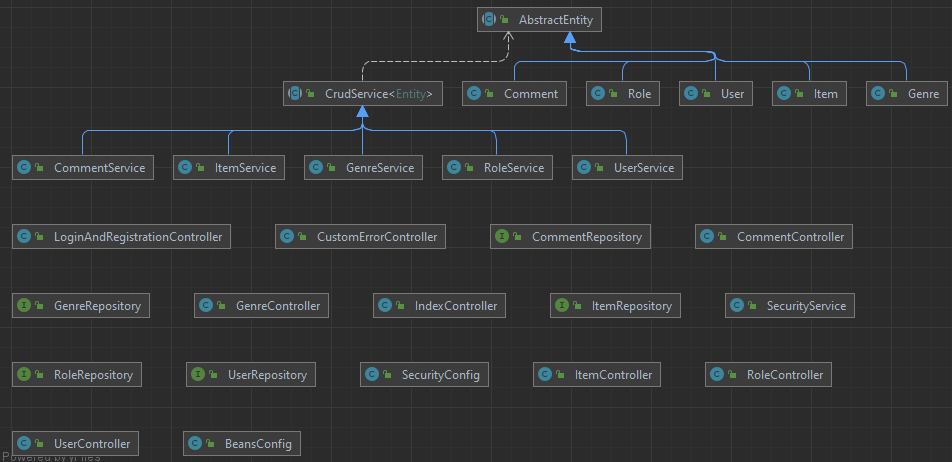 AbstractEntity
CrudService<Entity> Comment Role User Item Genre
CommentService ItemService GenreService RoleService UserService
LoginAndRegistrationController CustomErrorController CommentRepository CommentController
GenreRepository GenreController IndexController ItemRepository SecurityService
RoleRepository UserRepository SecurityConfig ItemController RoleController
UserController BeansConfig
Powered by yFiles